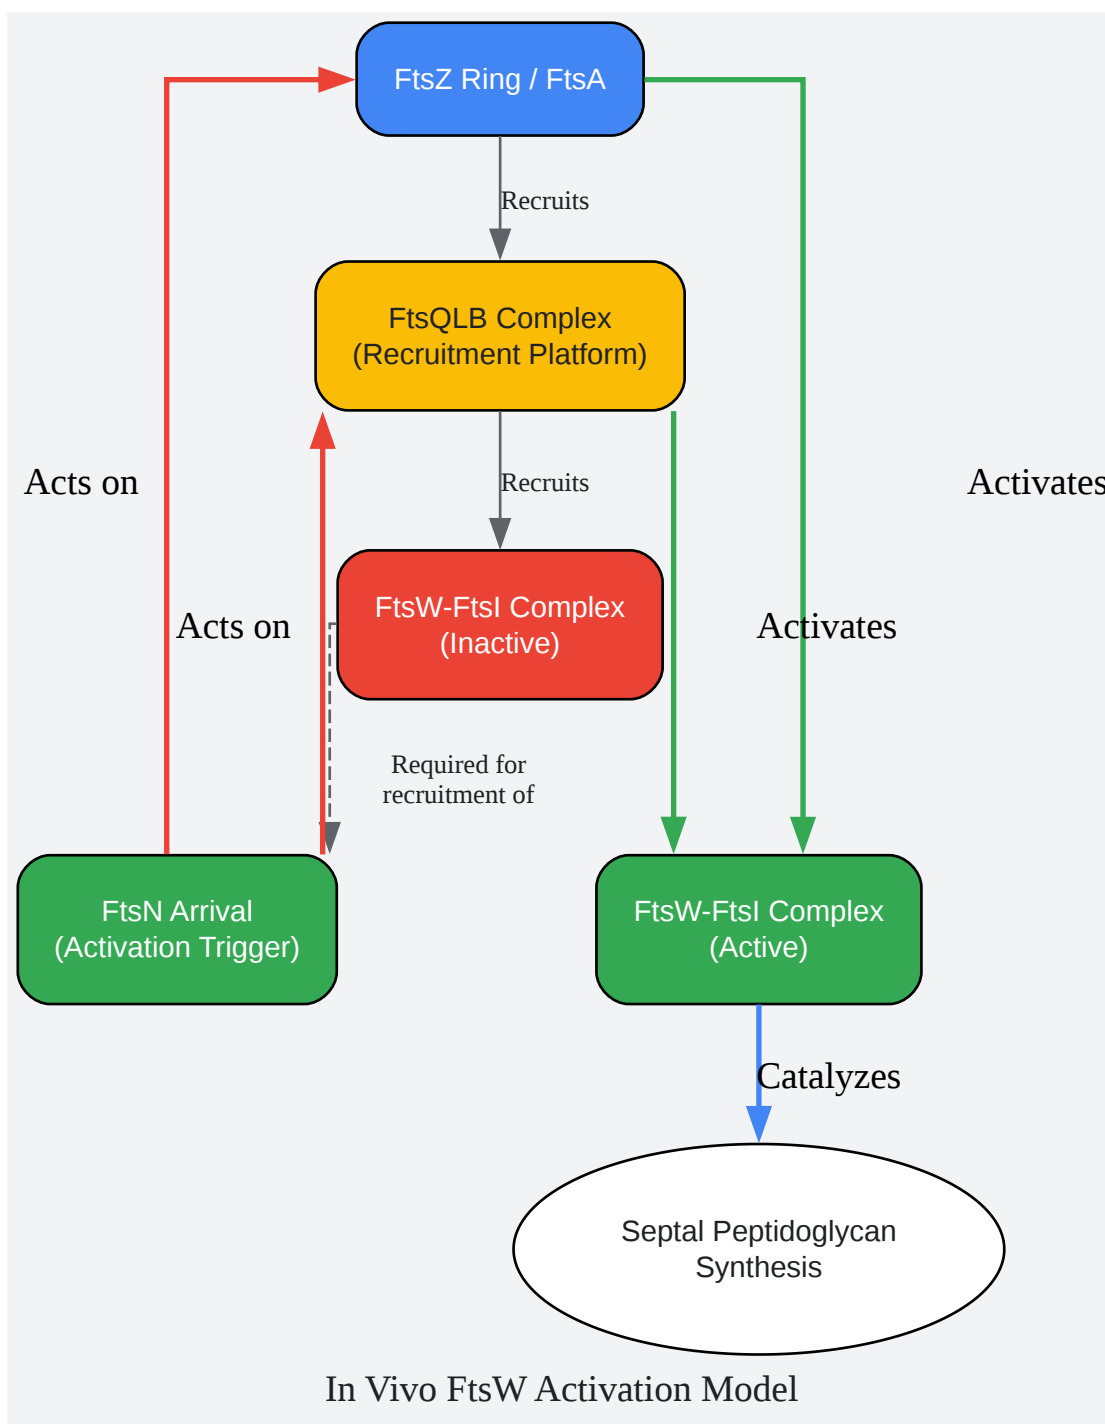 FtsZ Ring / FtsA
Recruits
FtsQLB Complex
(Recruitment Platform)
Acts on
Recruits
Activates
FtsW-FtsI Complex
(Inactive)
Acts on
Activates
Required for
recruitment of
FtsN Arrival
(Activation Trigger)
FtsW-FtsI Complex
(Active)
Catalyzes
Septal Peptidoglycan
Synthesis
In Vivo FtsW Activation Model